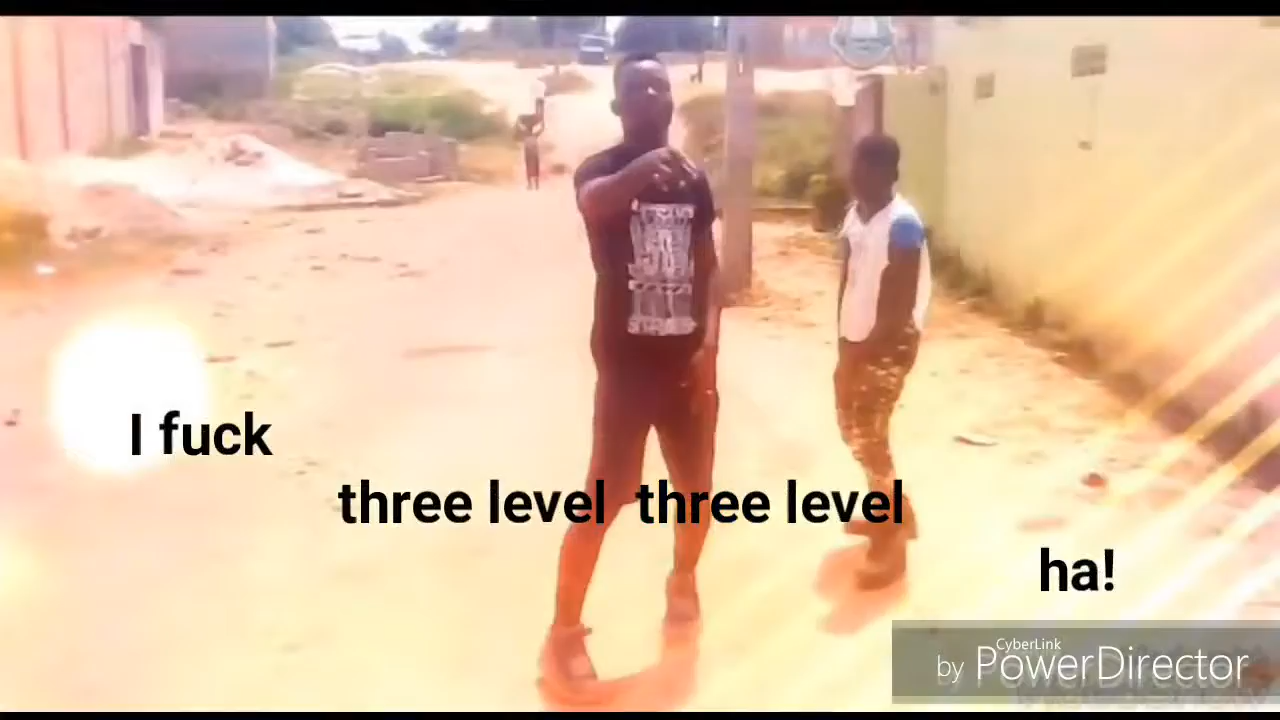 I fuck
three level three level
ha!
CyberLink
by PowerDirector